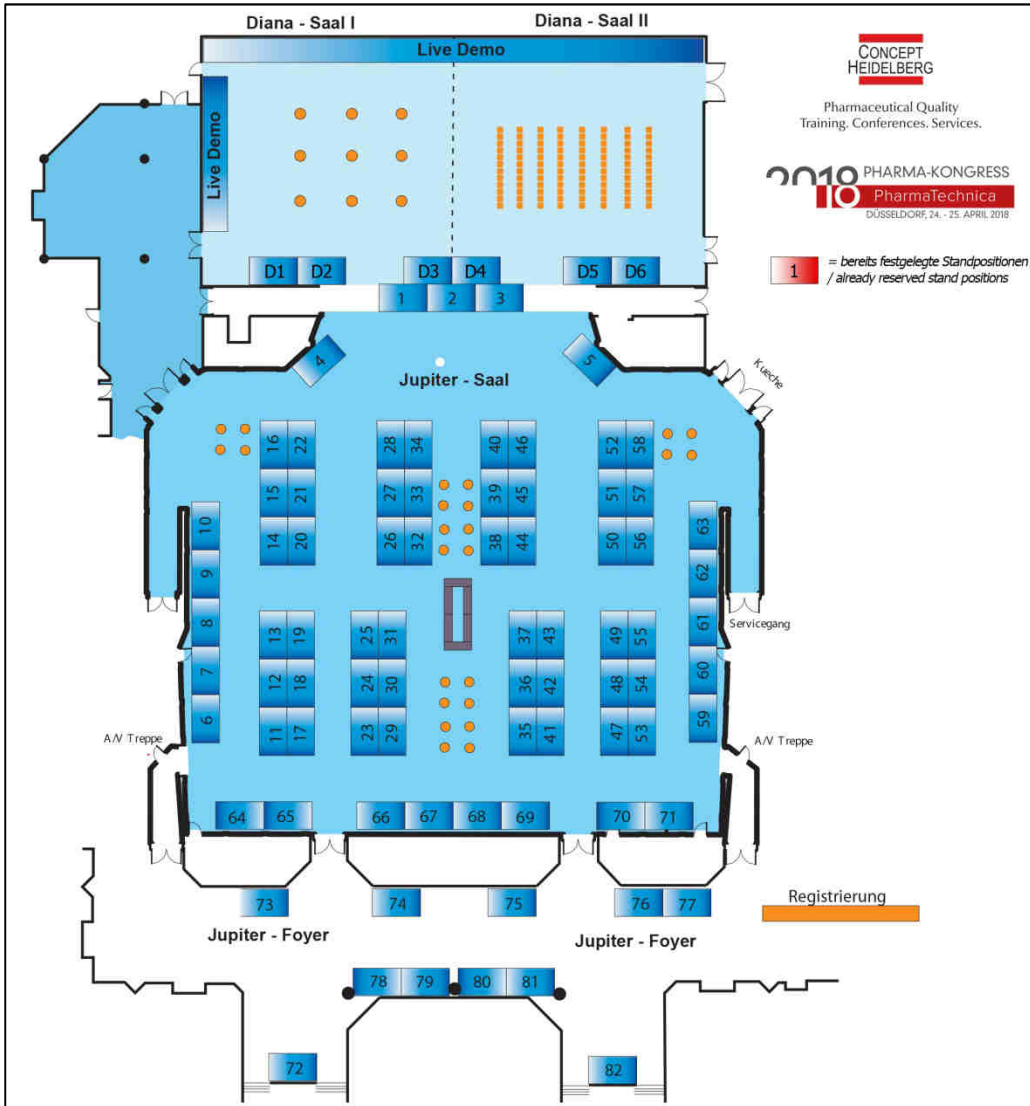 Diana - Saal I
Diana - Saal II
Live Demo
Live Demo
CONCEPT
HEIDELBERG
Pharmaceutical Quality
Training. Conferences. Services.
2018 PHARMA-KONGRESS
PharmaTechnica
DÜSSELDORF, 24. - 25. APRIL 2018
1 = bereits festgelegte Standpositionen
/ already reserved stand positions
D1 D2 D3 D4 D5 D6
1 2 3
4 5
Jupiter - Saal
Kueche
16 22 28 34 40 46 52 58
15 21 27 33 39 45 51 57
10 63
14 20 26 32 38 44 50 56
9 62
8 61
Servicegang
13 19 25 31 37 43 49 55
7 60
12 18 24 30 36 42 48 54
6 59
11 17 23 29 35 41 47 53
A/V Treppe
A/V Treppe
64 65 66 67 68 69 70 71
73 74 75 76 77
Registrierung
Jupiter - Foyer
Jupiter - Foyer
78 79 80 81
72 82